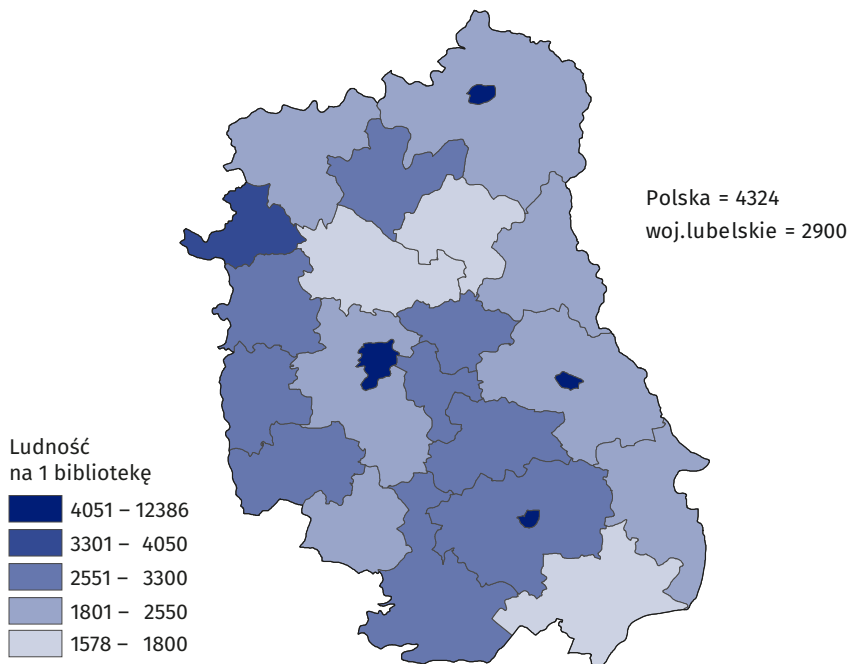 Polska = 4324
woj.lubelskie = 2900
Ludność
na 1 bibliotekę
4051 – 12386
3301 – 4050
2551 – 3300
1801 – 2550
1578 – 1800